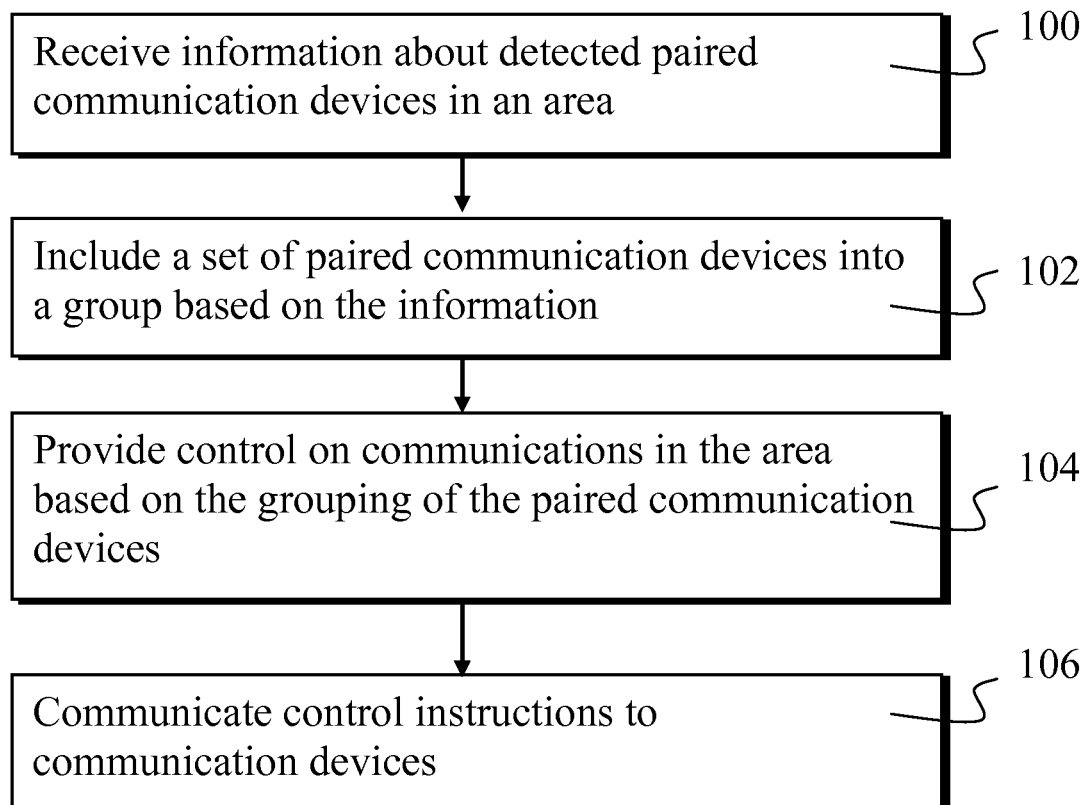 Receive information about detected paired
communication devices in an area
100
Include a set of paired communication devices into
a group based on the information
102
Provide control on communications in the area
based on the grouping of the paired communication
devices
104
Communicate control instructions to
communication devices
106